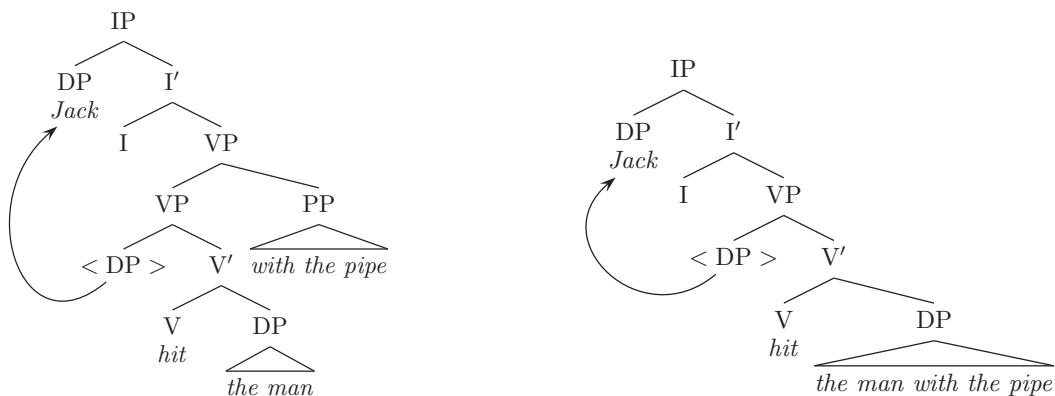 IP
DP I′
Jack
I VP
VP PP
< DP > V′ with the pipe
V DP
hit
the man
IP
DP I′
Jack
I VP
< DP > V′
V DP
hit
the man with the pipe